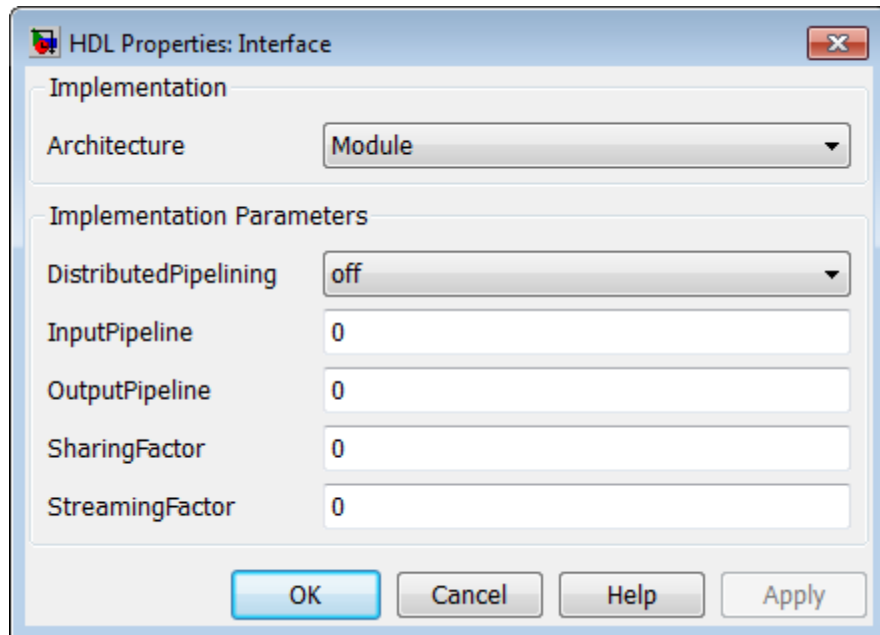 HDL Properties: Interface
Implementation
Architecture Module
Implementation Parameters
DistributedPipelining off
InputPipeline 0
OutputPipeline 0
SharingFactor 0
StreamingFactor 0
OK Cancel Help Apply